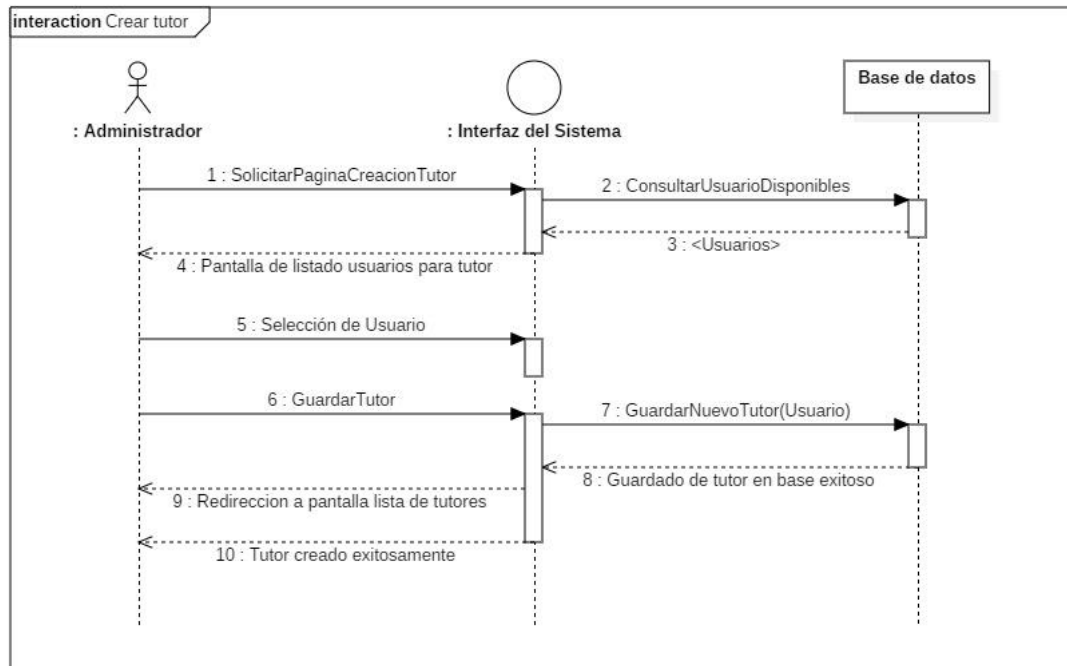 interaction Crear tutor
Base de datos
: Administrador
: Interfaz del Sistema
1 : SolicitarPaginaCreacionTutor
2 : ConsultarUsuarioDisponibles
3 : <Usuarios>
4 : Pantalla de listado usuarios para tutor
5 : Selección de Usuario
6 : GuardarTutor
7 : GuardarNuevoTutor(Usuario)
8 : Guardado de tutor en base exitoso
9 : Redireccion a pantalla lista de tutores
10 : Tutor creado exitosamente